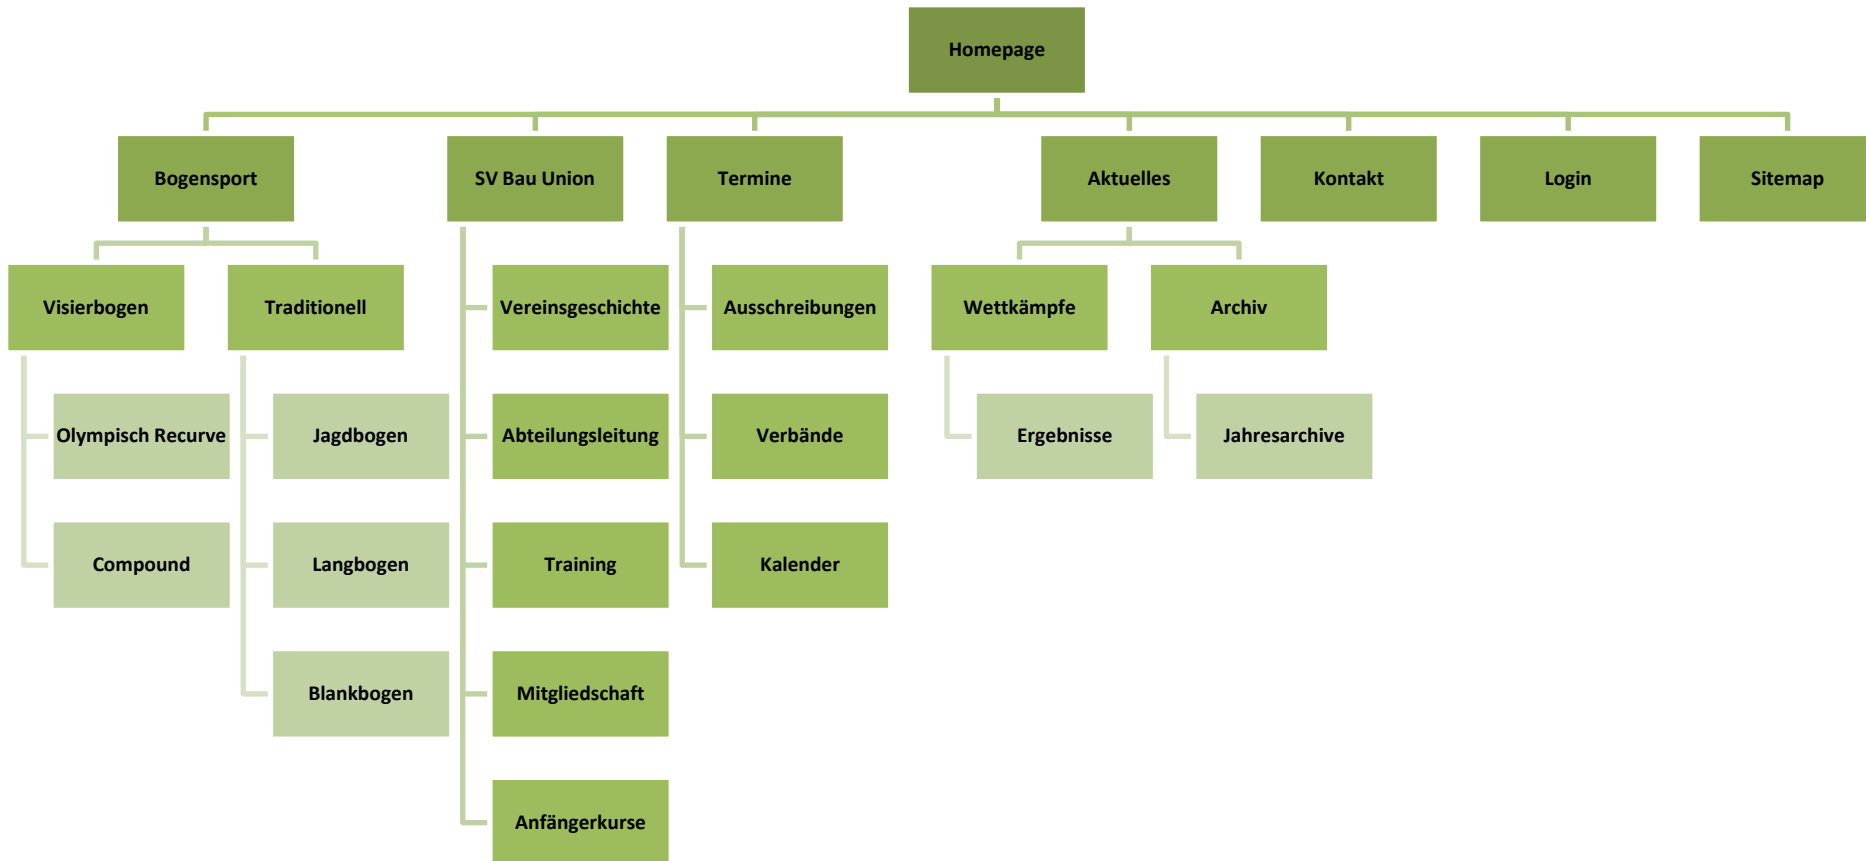 Homepage
Bogensport
SV Bau Union
Termine
Aktuelles
Kontakt
Login
Sitemap
Visierbogen
Traditionell
Vereinsgeschichte
Ausschreibungen
Wettkämpfe
Archiv
Olympisch Recurve
Jagdbogen
Abteilungsleitung
Verbände
Ergebnisse
Jahresarchive
Compound
Langbogen
Training
Kalender
Blankbogen
Mitgliedschaft
Anfängerkurse